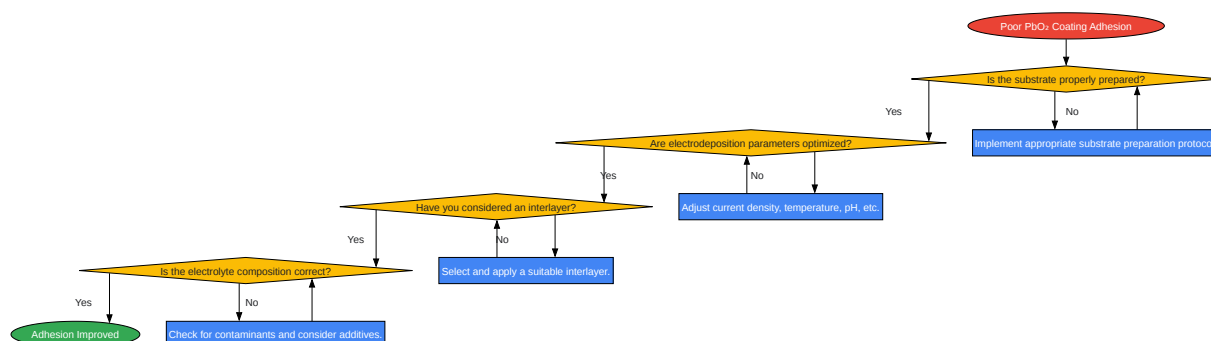 Poor PbO₂ Coating Adhesion
Is the substrate properly prepared?
Yes
No
Are electrodeposition parameters optimized?
Implement appropriate substrate preparation protoco
Yes
No
Have you considered an interlayer?
Adjust current density, temperature, pH, etc.
Yes
No
Is the electrolyte composition correct?
Select and apply a suitable interlayer.
Yes
No
Adhesion Improved
Check for contaminants and consider additives.